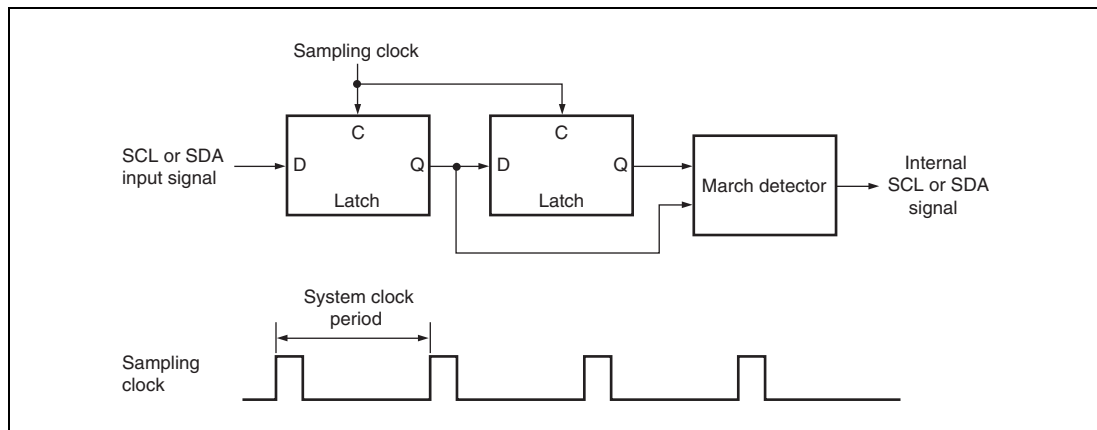 Sampling clock
SCL or SDA
input signal
C
D
Q
Latch
C
D
Q
Latch
March detector
Internal
SCL or SDA
signal
System clock
period
Sampling
clock